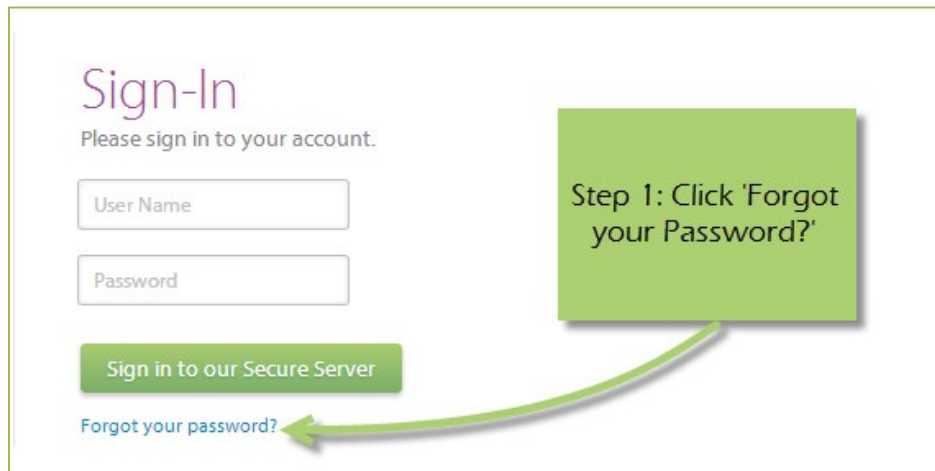 Sign-In
Please sign in to your account.
User Name
Password
Sign in to our Secure Server
Forgot your password?
Step 1: Click 'Forgot
your Password?'